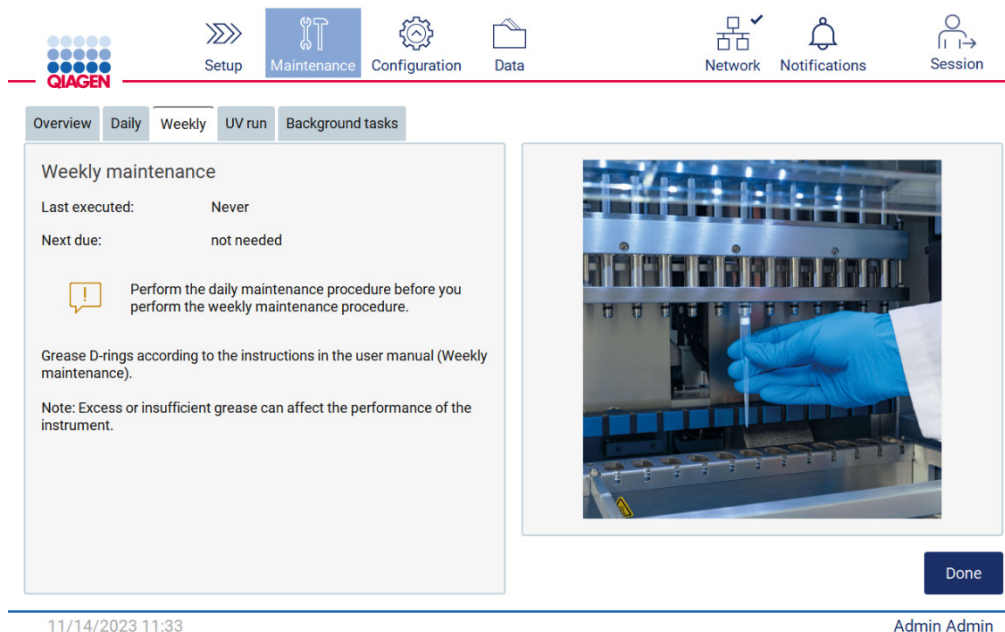 QIAGEN
Setup
Maintenance
Configuration
Data
Network
Notifications
Session
Overview
Daily
Weekly
UV run
Background tasks
Weekly maintenance
Last executed: Never
Next due: not needed
Perform the daily maintenance procedure before you
perform the weekly maintenance procedure.
Grease D-rings according to the instructions in the user manual (Weekly
maintenance).
Note: Excess or insufficient grease can affect the performance of the
instrument.
Done
11/14/2023 11:33
Admin Admin